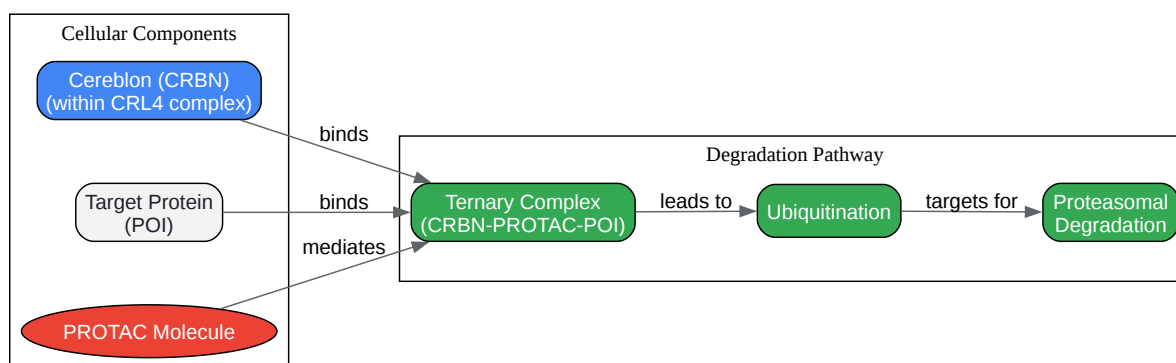 Cellular Components
Cereblon (CRBN)
(within CRL4 complex)
binds
Degradation Pathway
Target Protein
(POI)
binds
Ternary Complex
(CRBN-PROTAC-POI)
leads to
Ubiquitination
targets for
Proteasomal
Degradation
mediates
PROTAC Molecule